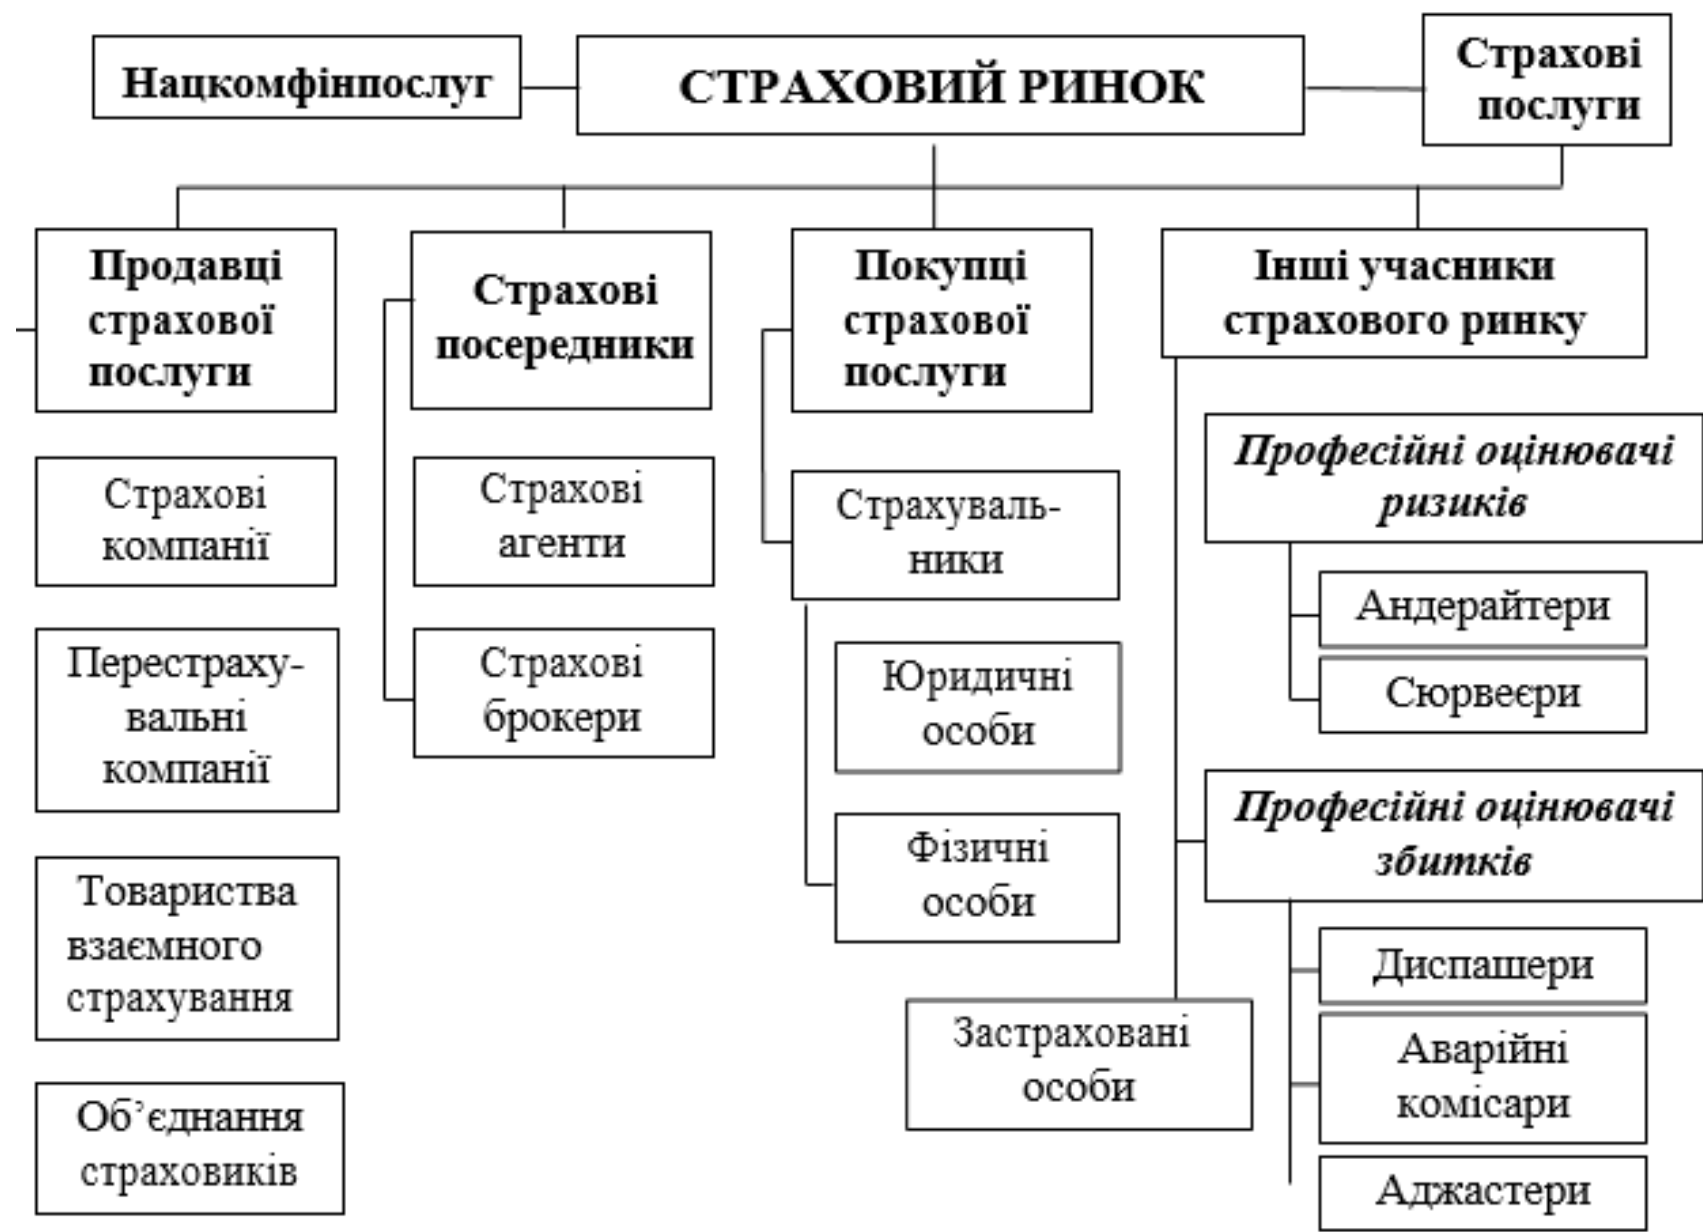 Нацкомфінпослуг
СТРАХОВИЙ РИНОК
Страхові
послуги
Продавці
страхової
послуги
Страхові
компанії
Перестраху-
вальні
компанії
Товариства
взаємного
страхування
Об’єднання
страховиків
Страхові
посередники
Страхові
агенти
Страхові
брокери
Покупці
страхової
послуги
Страхуваль-
ники
Юридичні
особи
Фізичні
особи
Інші учасники
страхового ринку
Професійні оцінювачі
ризиків
Андерайтери
Сюрвеєри
Професійні оцінювачі
збитків
Диспашери
Аварійні
комісари
Аджастери
Застраховані
особи